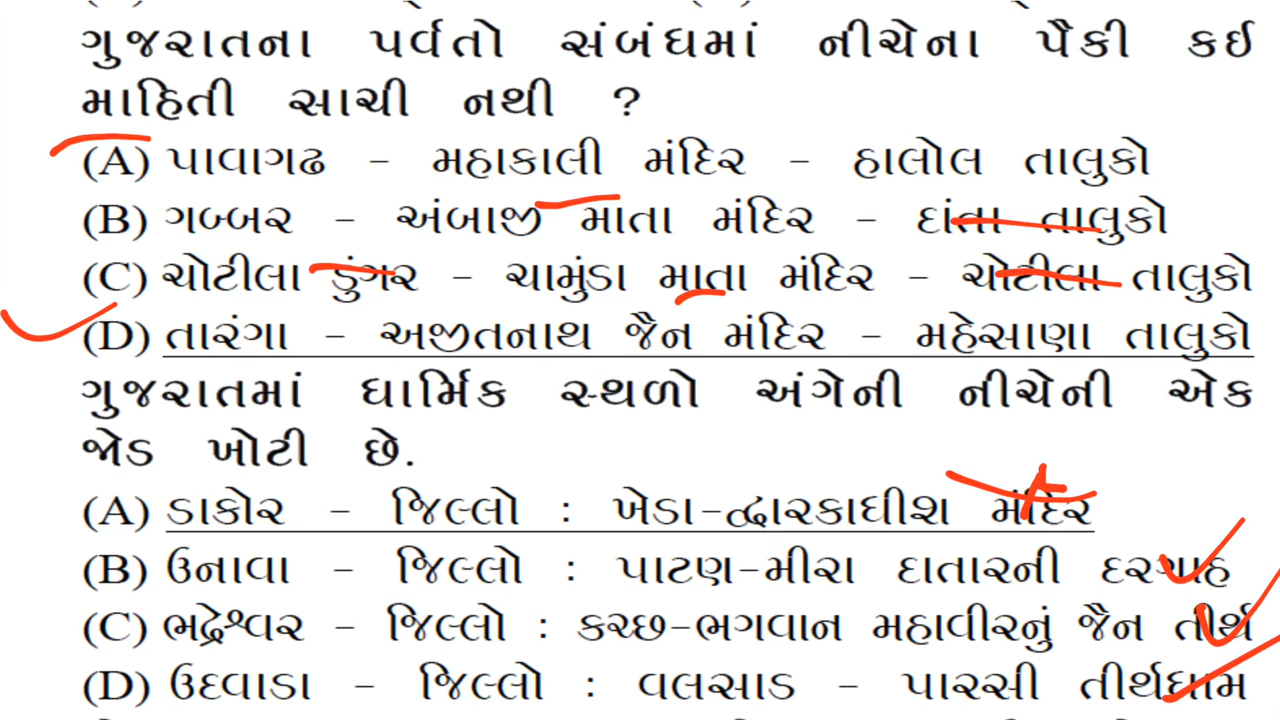 ગુજરાતના પર્વતો સંબંધમાં નીચેના પૈકી કઈ
માહિતી સાચી નથી ?
(A) પાવાગઢ - મહાકાલી મંદિર - હાલોલ તાલુકો
(B) ગબ્બર - અંબાજી માતા મંદિર - દાંતા તાલુકો
(C) ચોટીલા ડુંગર - ચામુંડા માતા મંદિર - ચોટીલા તાલુકો
(D) તારંગા - અજીતનાથ જૈન મંદિર - મહેસાણા તાલુકો
ગુજરાતમાં ધાર્મિક સ્થળો અંગેની નીચેની એક
જોડ ખોટી છે.
(A) ડાકોર - જિલ્લો : ખેડા-દ્વારકાધીશ મંદિર
(B) ઉનાવા - જિલ્લો : પાટણ-મીરા દાતારની દરગાહ
(C) ભદ્રેશ્વર - જિલ્લો : કચ્છ-ભગવાન મહાવીરનું જૈન તીર્થ
(D) ઉદવાડા - જિલ્લો : વલસાડ - પારસી તીર્થધામ